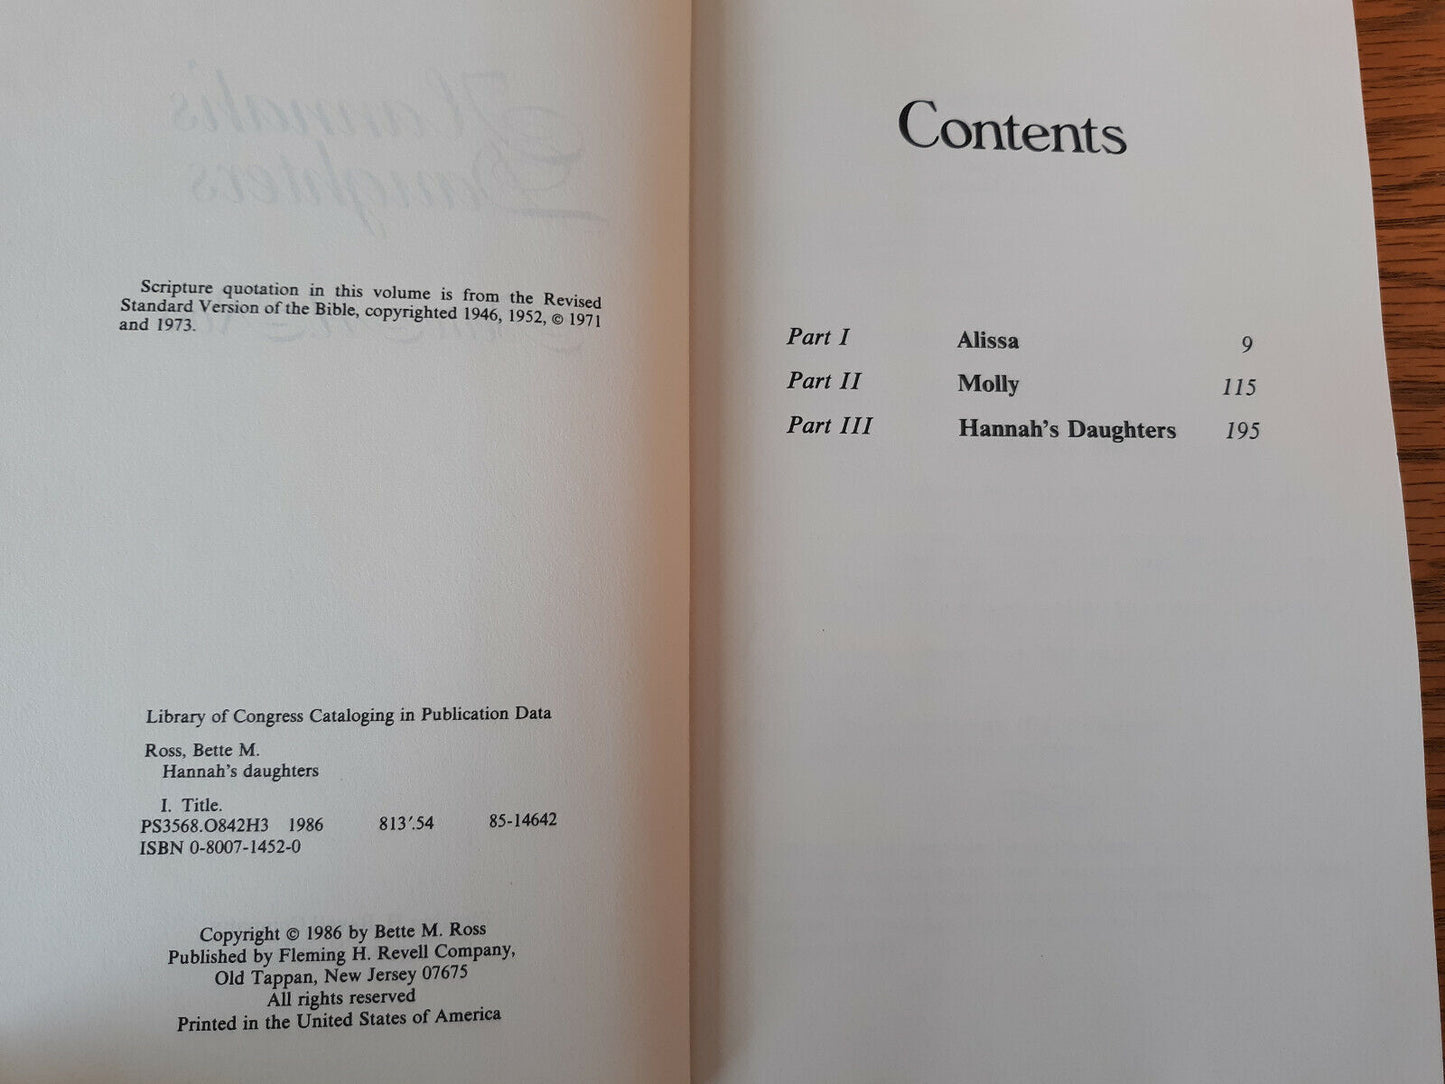 Scripture quotation in this volume is from the Revised
Standard Version of the Bible, copyrighted 1946, 1952, © 1971
and 1973.
Library of Congress Cataloging in Publication Data
Ross, Bette M.
Hannah's daughters
I. Title.
PS3568.O842H3 1986 813'.54 85-14642
ISBN 0-8007-1452-0
Copyright © 1986 by Bette M. Ross
Published by Fleming H. Revell Company,
Old Tappan, New Jersey 07675
All rights reserved
Printed in the United States of America
Contents
Part I Alissa 9
Part II Molly 115
Part III Hannah's Daughters 195